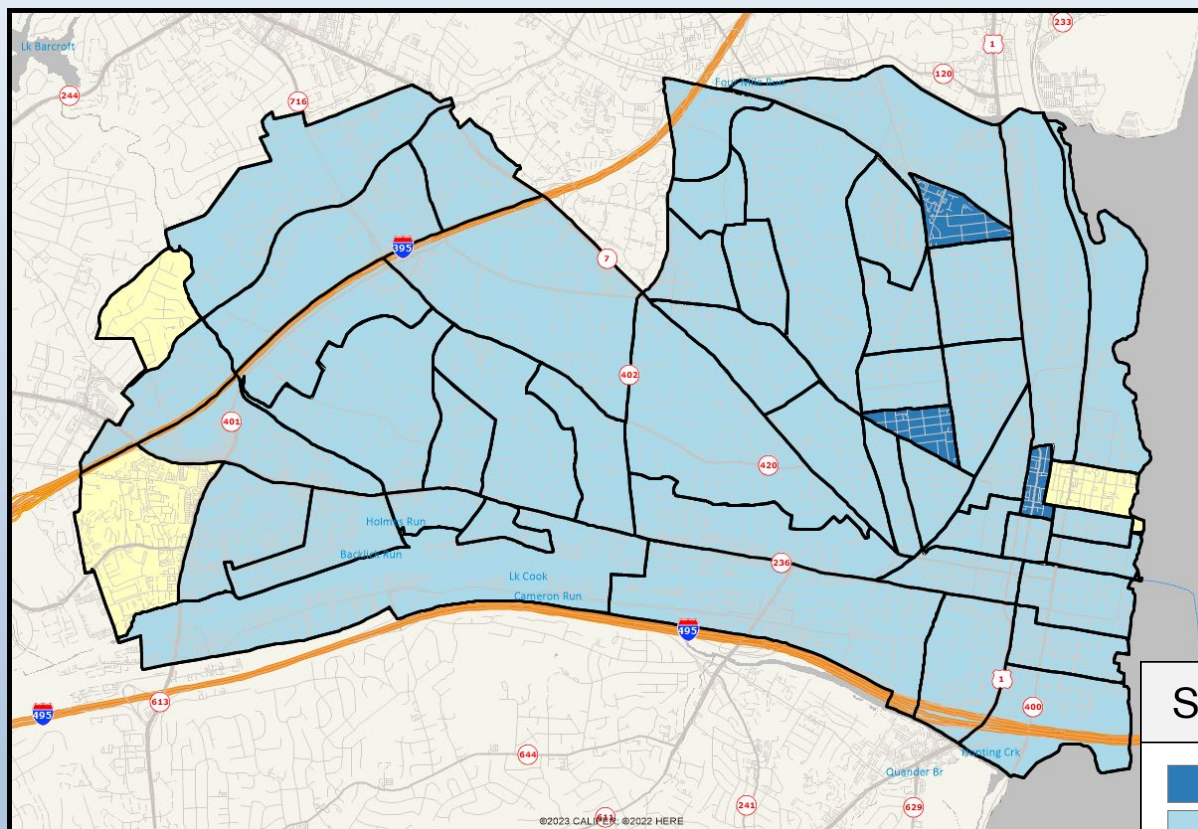 233
Lk Barcroft
1
120
Four Mile Run
244
716
395
7
402
401
420
Holmes Run
Backlick Run
236
Lk Cook
Cameron Run
495
1
S
613
400
495
644
Hunting Crk
Quander Br
241
629
611
©2023 CALIPER; ©2022 HERE